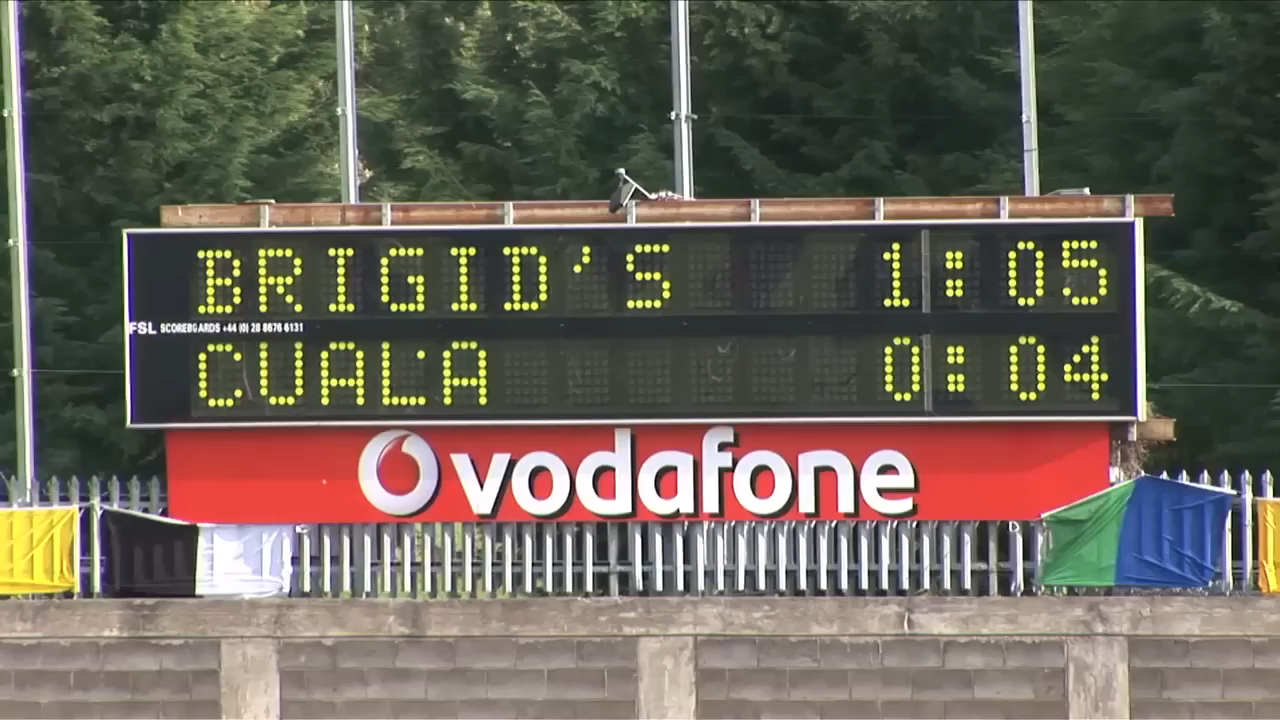 BRIGID'S 1:05
FSL SCOREBOARDS +44 (0) 28 8676 6131
CUALA 0:04
vodafone